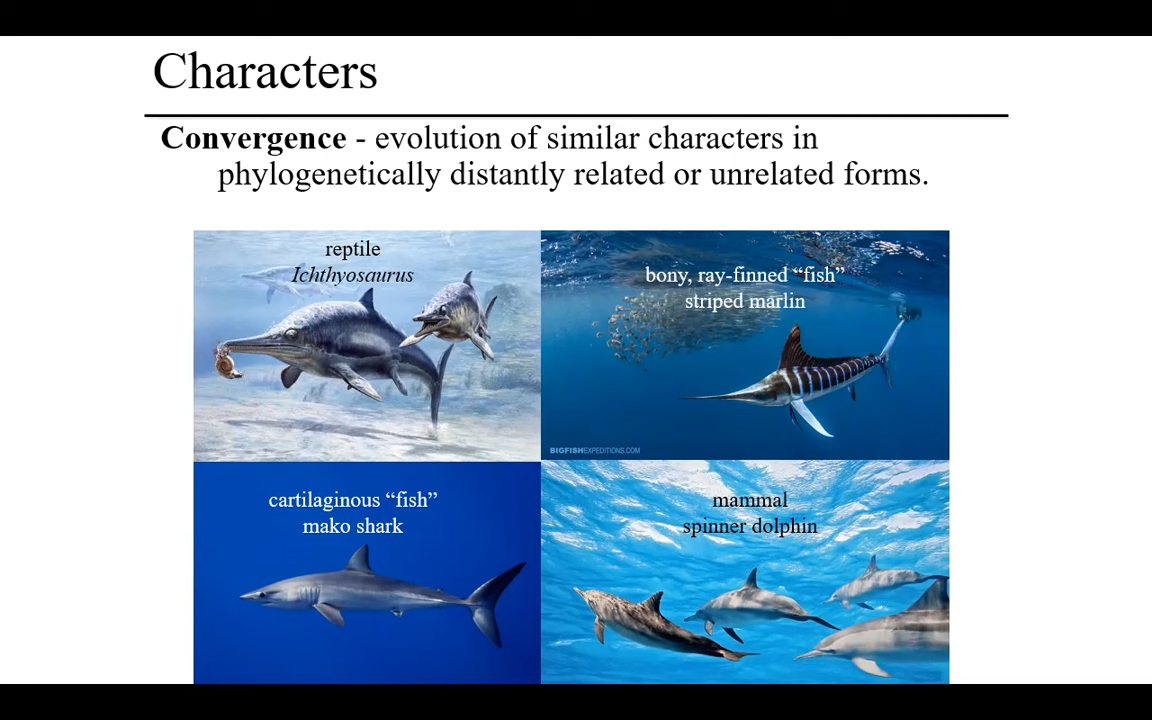 Characters
Convergence - evolution of similar characters in
phylogenetically distantly related or unrelated forms.
reptile
Ichthyosaurus
bony, ray-finned “fish”
striped marlin
BIGFISHEXPEDITIONS.COM
cartilaginous “fish”
mako shark
mammal
spinner dolphin